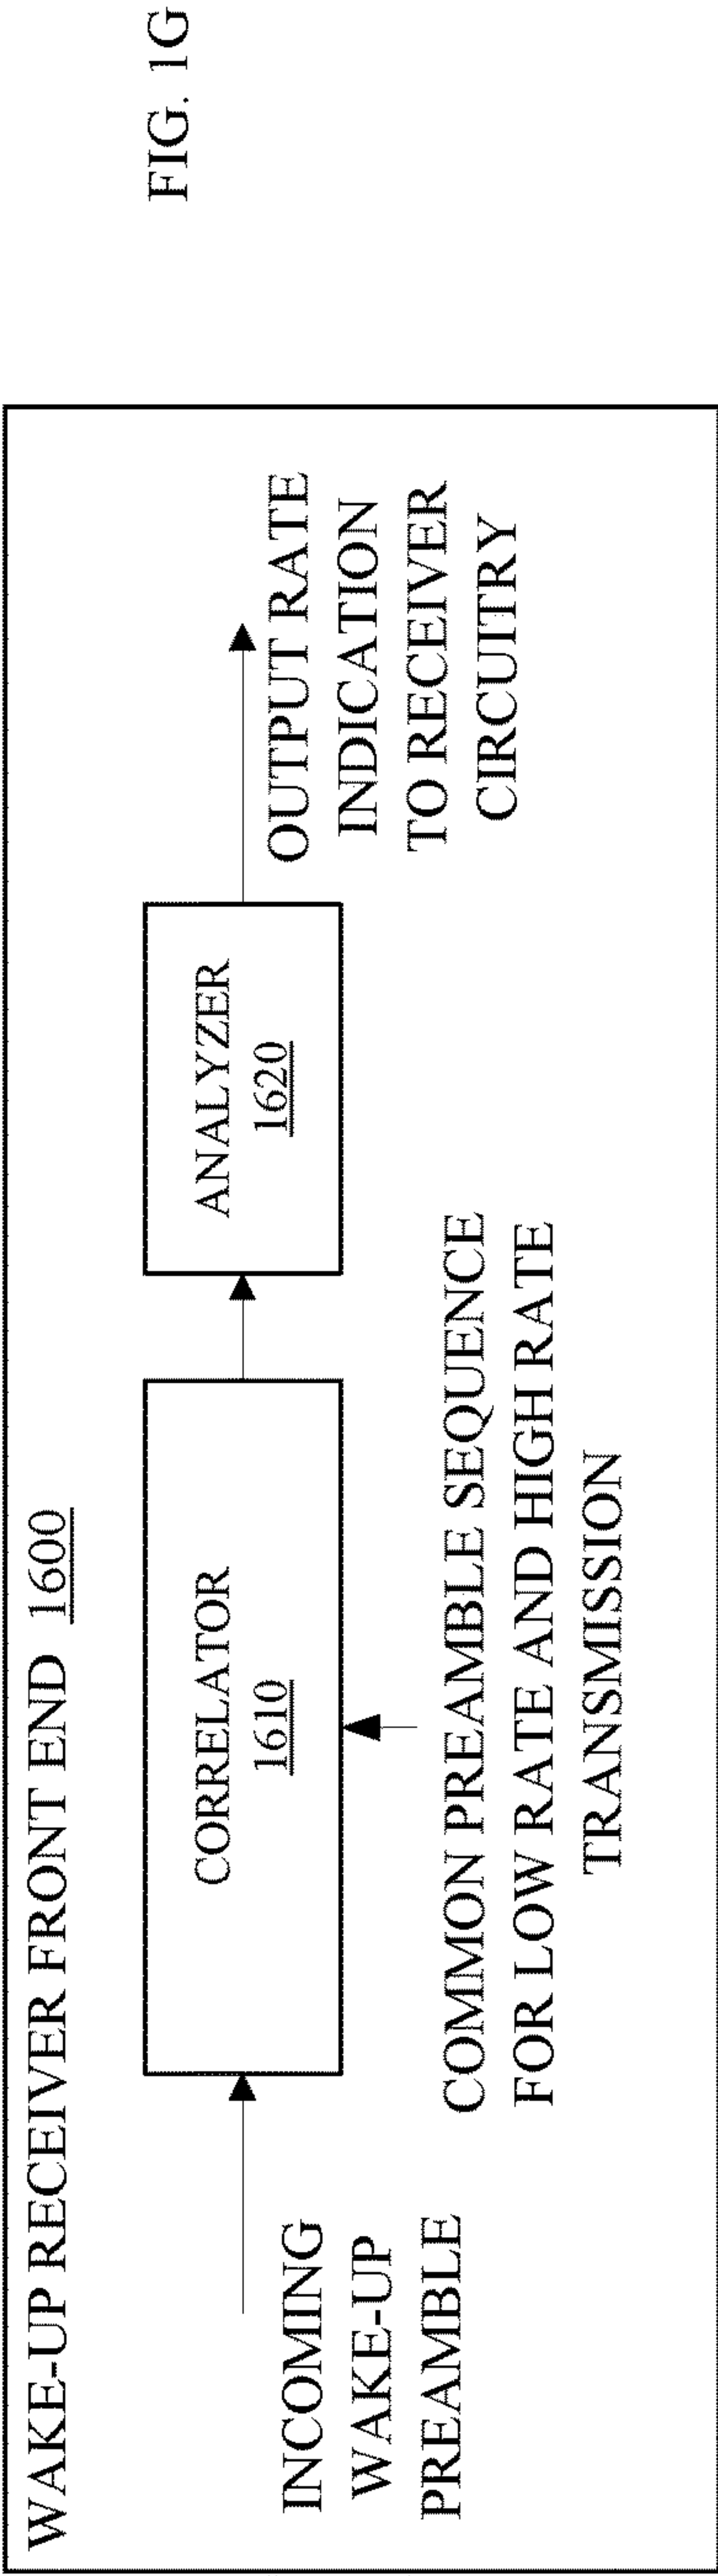 WAKE-UP RECEIVER FRONT END 1600
INCOMING
WAKE-UP
PREAMBLE
CORRELATOR
1610
COMMON PREAMBLE SEQUENCE
FOR LOW RATE AND HIGH RATE
TRANSMISSION
ANALYZER
1620
OUTPUT RATE
INDICATION
TO RECEIVER
CIRCUITRY
FIG. 1G